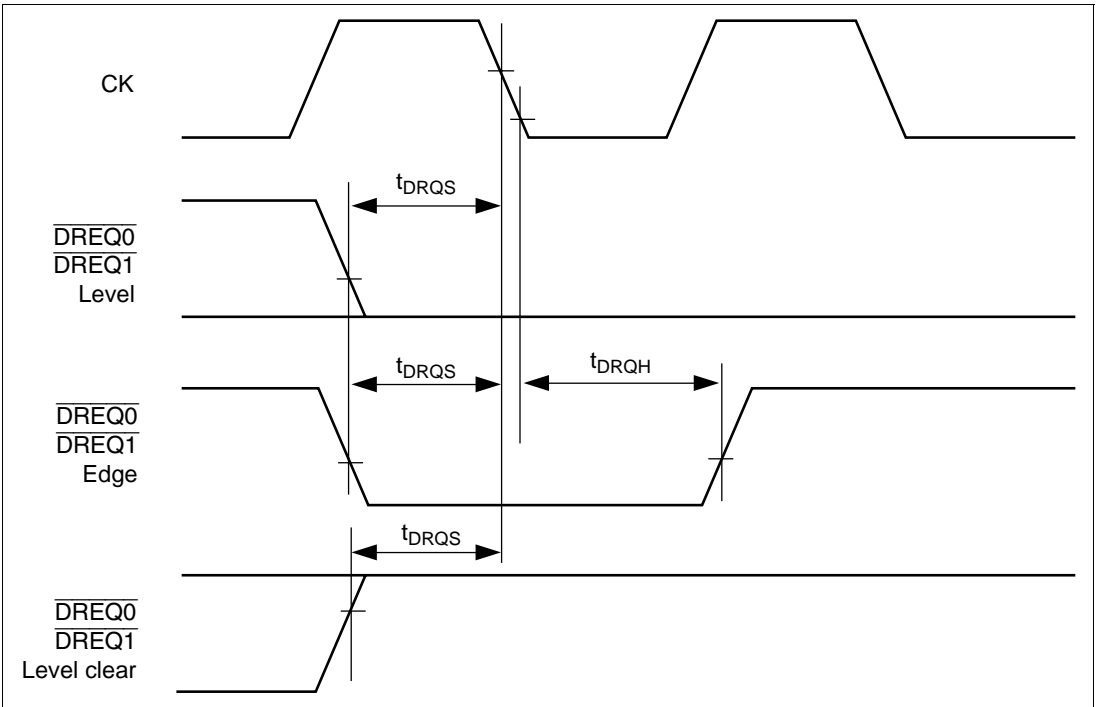 CK
tDRQS
DREQ0
DREQ1
Level
tDRQS
tDRQH
DREQ0
DREQ1
Edge
tDRQS
DREQ0
DREQ1
Level clear